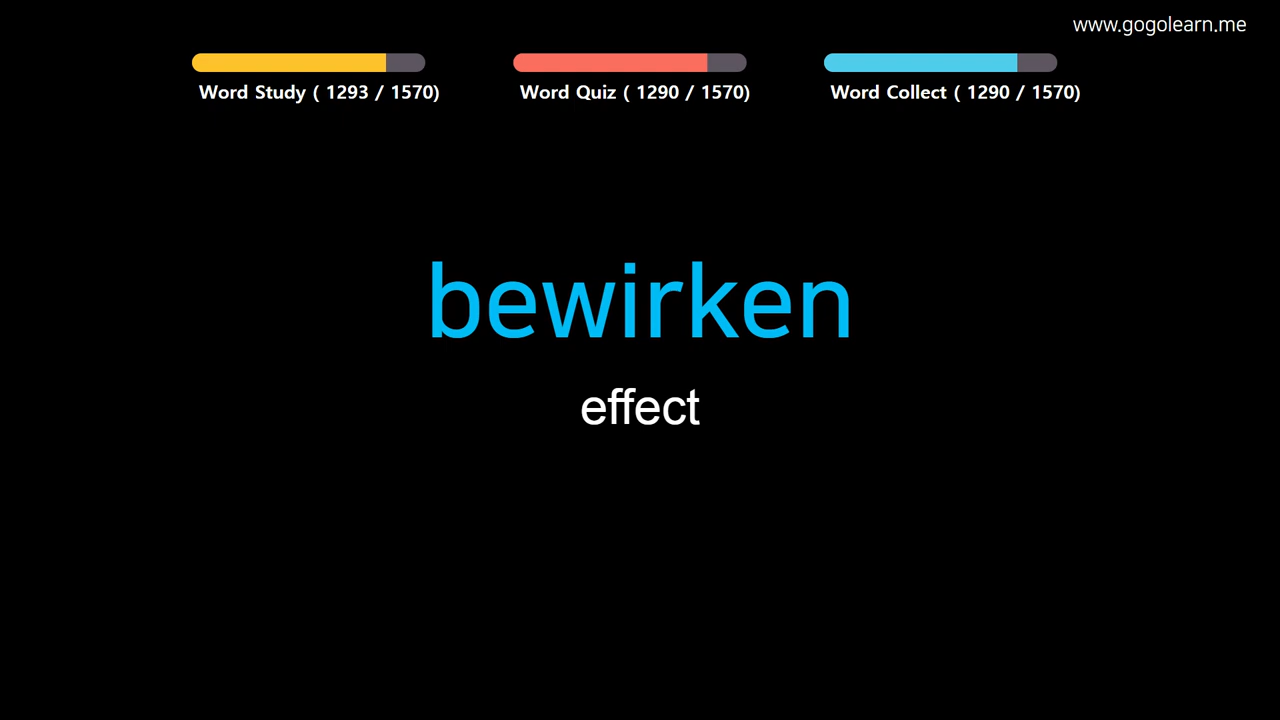 www.gogolearn.me
Word Study ( 1293 / 1570)
Word Quiz ( 1290 / 1570)
Word Collect ( 1290 / 1570)
bewirken
effect